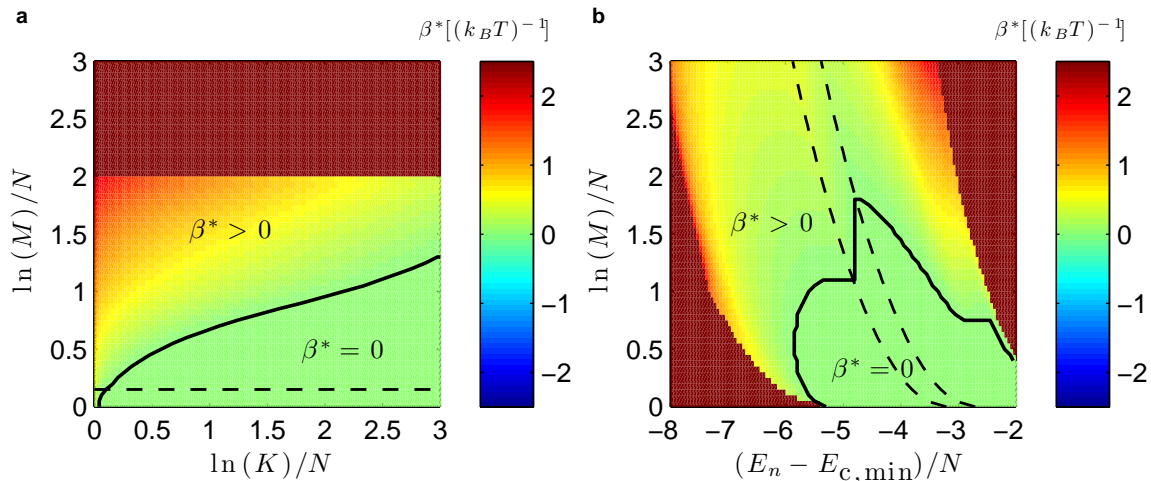 a
β*[(k_BT)^{-1}]
3
2.5
2
1.5
1
0.5
0
ln(M)/N
β* > 0
β* = 0
0 0.5 1 1.5 2 2.5 3
ln(K)/N
2
1
0
−1
−2
b
β*[(k_BT)^{-1}]
3
2.5
2
1.5
1
0.5
0
ln(M)/N
β* > 0
β* = 0
−8 −7 −6 −5 −4 −3 −2
(E_n − E_{c,min})/N
2
1
0
−1
−2